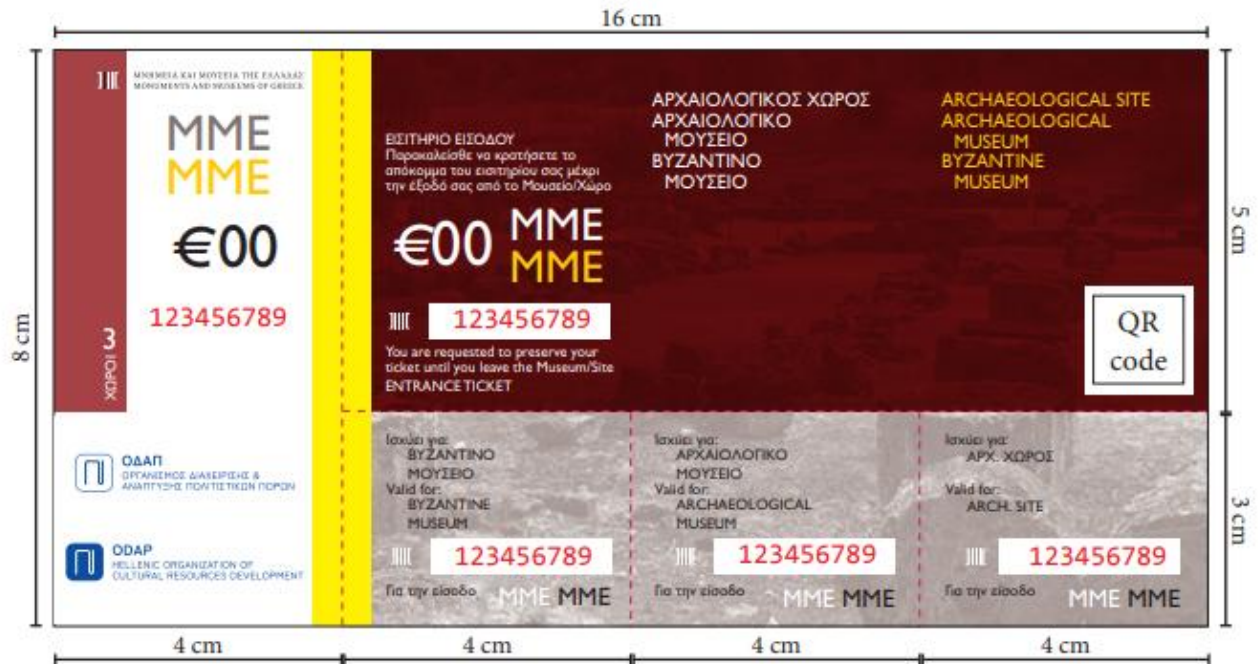 16 cm
8 cm
5 cm
3 cm
ΜΝΗΜΕΙΑ ΚΑΙ ΜΟΥΣΕΙΑ ΤΗΣ ΕΛΛΑΔΑΣ
MONUMENTS AND MUSEUMS OF GREECE
MME
MME
€00
123456789
3
ΧΩΡΟΙ
ΟΔΑΠ
ΟΡΓΑΝΙΣΜΟΣ ΔΙΑΧΕΙΡΙΣΗΣ &
ΑΝΑΠΤΥΞΗΣ ΠΟΛΙΤΙΣΤΙΚΩΝ ΠΟΡΩΝ
ODAP
HELLENIC ORGANIZATION OF
CULTURAL RESOURCES DEVELOPMENT
ΕΙΣΙΤΗΡΙΟ ΕΙΣΟΔΟΥ
Παρακαλείσθε να κρατήσετε το
απόκομμα του εισιτηρίου σας μέχρι
την έξοδό σας από το Μουσείο/Χώρο
€00
MME
MME
123456789
You are requested to preserve your
ticket until you leave the Museum/Site
ENTRANCE TICKET
ΑΡΧΑΙΟΛΟΓΙΚΟΣ ΧΩΡΟΣ
ΑΡΧΑΙΟΛΟΓΙΚΟ
ΜΟΥΣΕΙΟ
ΒΥΖΑΝΤΙΝΟ
ΜΟΥΣΕΙΟ
ARCHAEOLOGICAL SITE
ARCHAEOLOGICAL
MUSEUM
BYZANTINE
MUSEUM
QR
code
Ισχύει για:
ΒΥΖΑΝΤΙΝΟ
ΜΟΥΣΕΙΟ
Valid for:
BYZANTINE
MUSEUM
123456789
Για την είσοδο
MME MME
Ισχύει για:
ΑΡΧΑΙΟΛΟΓΙΚΟ
ΜΟΥΣΕΙΟ
Valid for:
ARCHAEOLOGICAL
MUSEUM
123456789
Για την είσοδο
MME MME
Ισχύει για:
ΑΡΧ. ΧΩΡΟΣ
Valid for:
ARCH. SITE
123456789
Για την είσοδο
MME MME
4 cm
4 cm
4 cm
4 cm